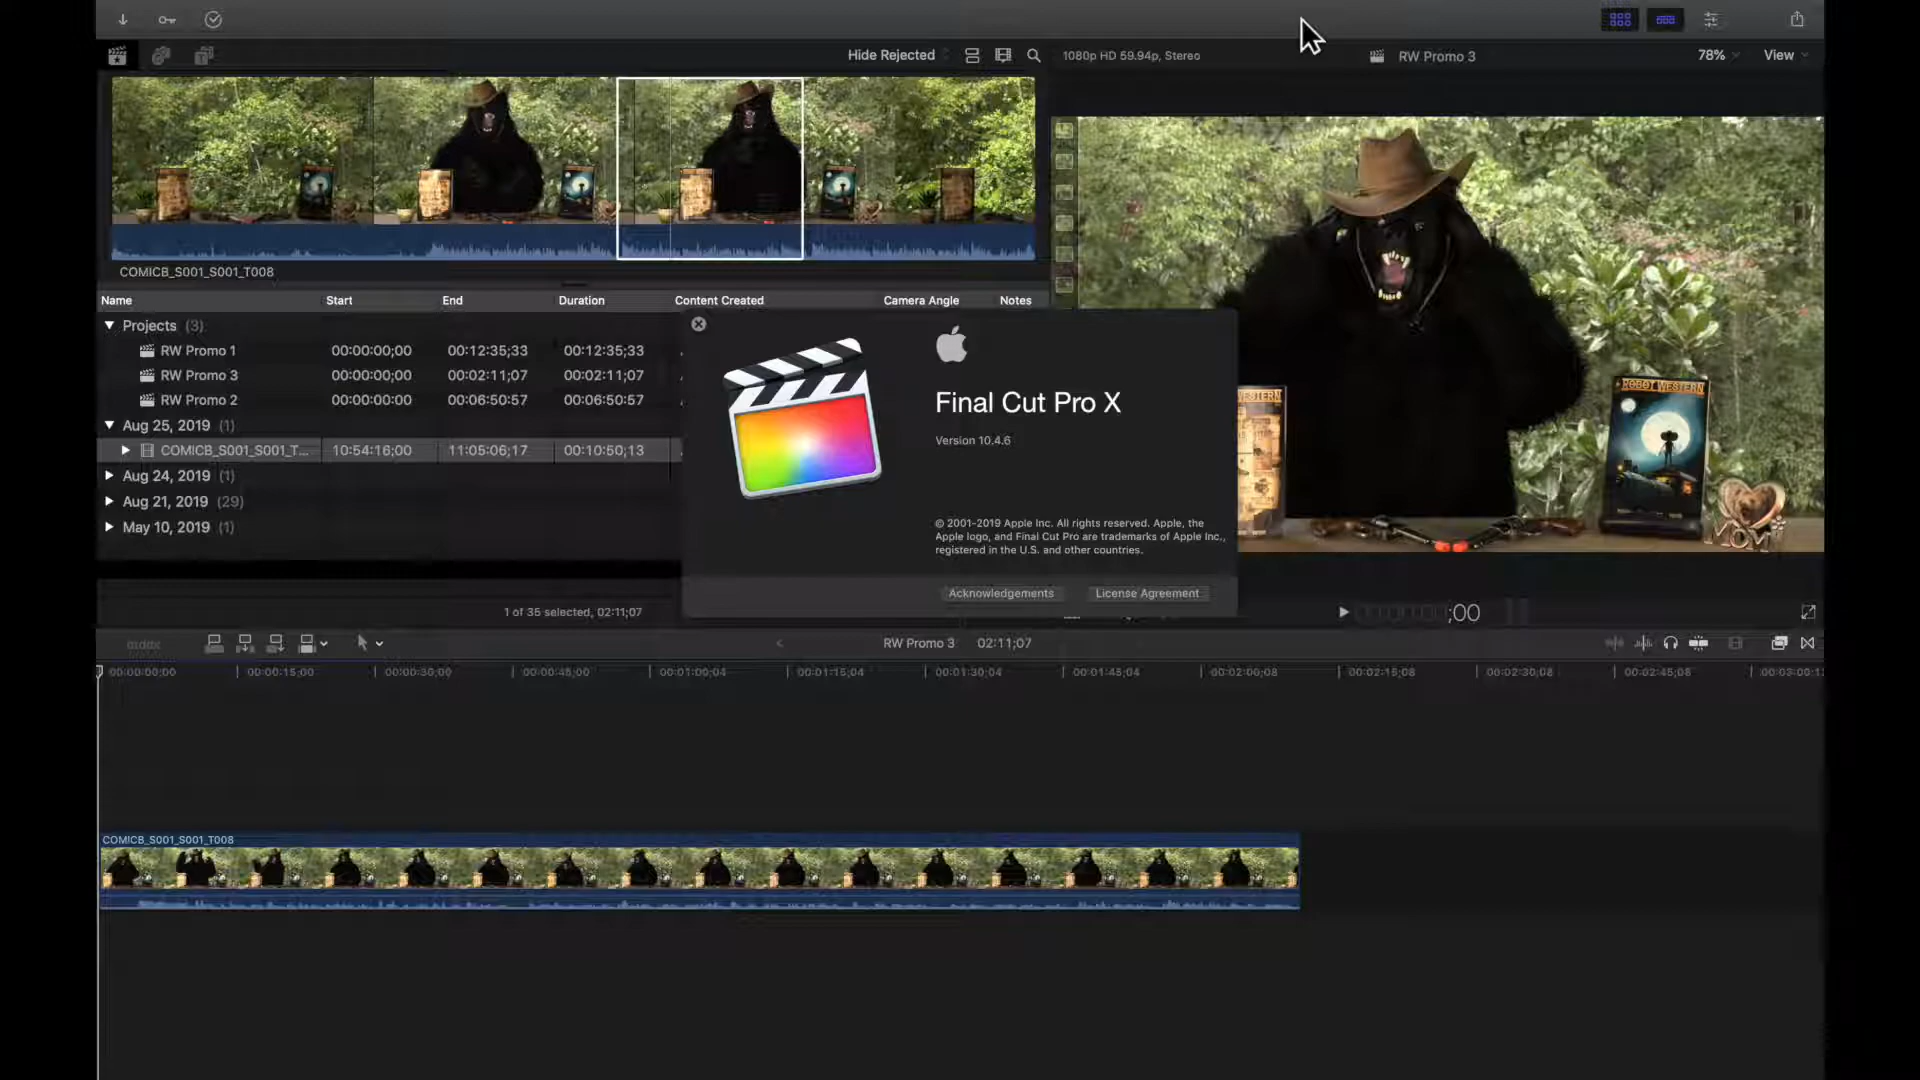 Hide Rejected
1080p HD 59.94p, Stereo
RW Promo 3
78%
View
COMICB_S001_S001_T008
Name Start End Duration Content Created Camera Angle Notes
Projects (3)
RW Promo 1 00:00:00;00 00:12:35;33 00:12:35;33
RW Promo 3 00:00:00;00 00:02:11;07 00:02:11;07
RW Promo 2 00:00:00:00 00:06:50:57 00:06:50:57
Aug 25, 2019 (1)
COMICB_S001_S001_T... 10:54:16;00 11:05:06;17 00:10:50;13
Aug 24, 2019 (1)
Aug 21, 2019 (29)
May 10, 2019 (1)
Final Cut Pro X
Version 10.4.6
© 2001-2019 Apple Inc. All rights reserved. Apple, the
Apple logo, and Final Cut Pro are trademarks of Apple Inc.,
registered in the U.S. and other countries.
Acknowledgements
License Agreement
ROBOT WESTERN
MOM
1 of 35 selected, 02:11;07
;00
RW Promo 3
02:11;07
00:00:00;00 00:00:15;00 00:00:30;00 00:00:45;00 00:01:00;04 00:01:15;04 00:01:30;04 00:01:45;04 00:02:00;08 00:02:15;08 00:02:30;08 00:02:45;08
COMICB_S001_S001_T008